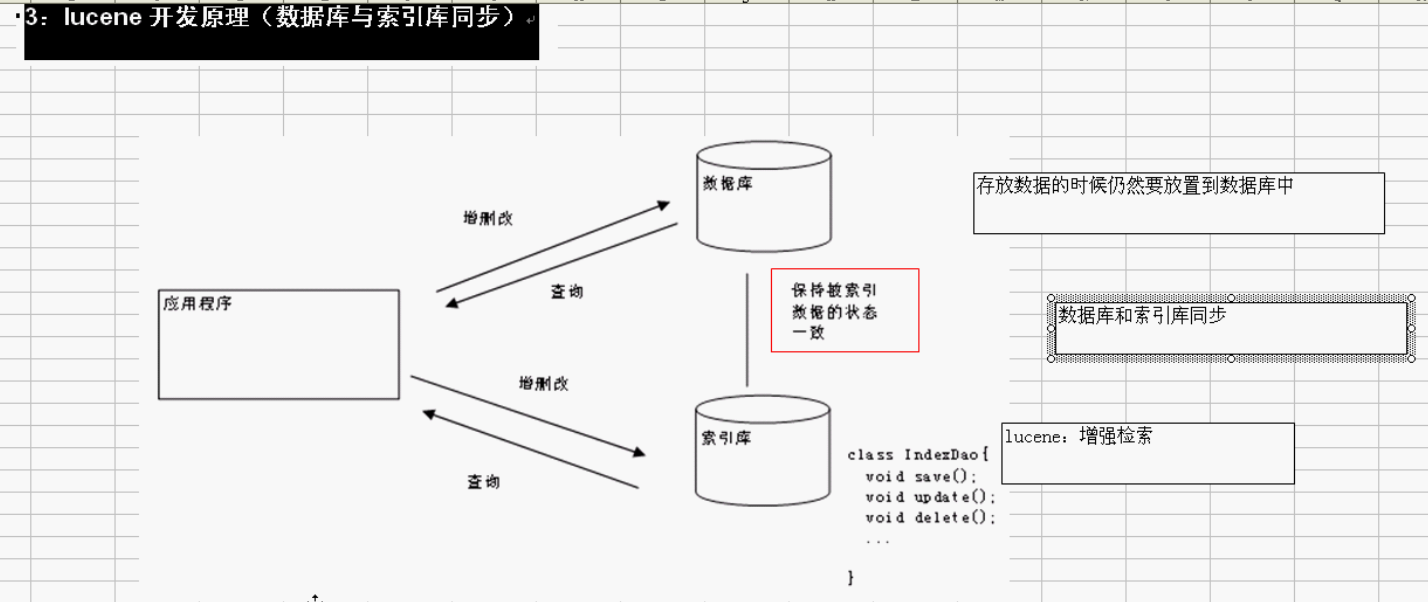 3：lucene 开发原理（数据库与索引库同步）
数据库
存放数据的时候仍然要放置到数据库中
增删改
查询
应用程序
保持被索引
数据的状态
一致
数据库和索引库同步
增删改
索引库
lucene：增强检索
查询
class IndexDao{
void save();
void update();
void delete();
...
}